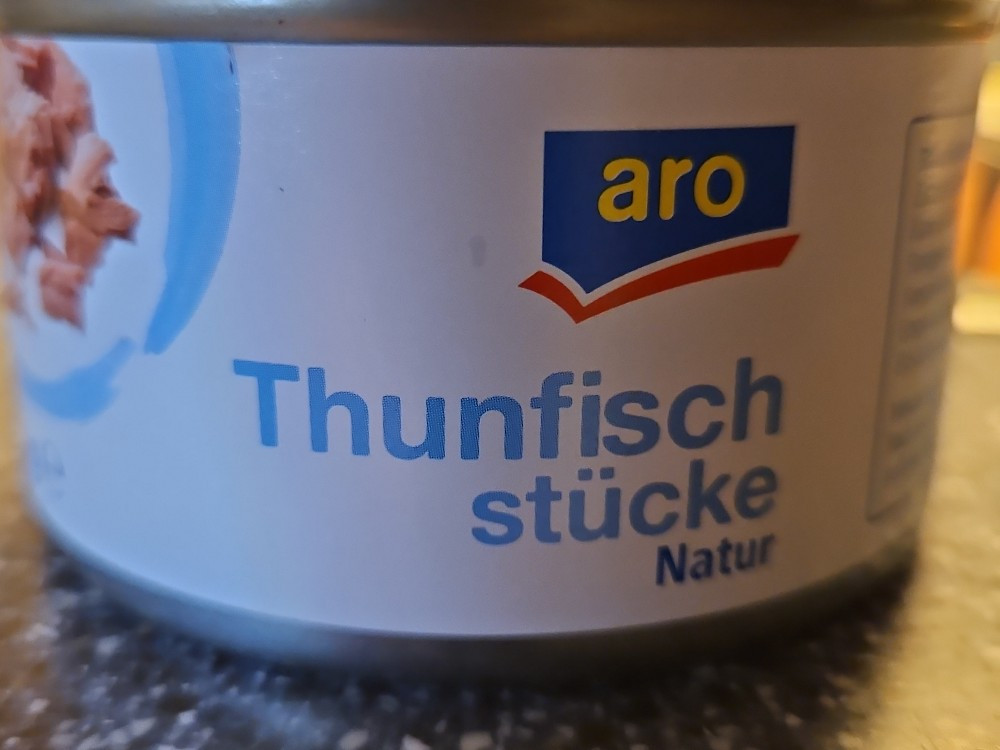 aro
Thunfisch
stücke
Natur